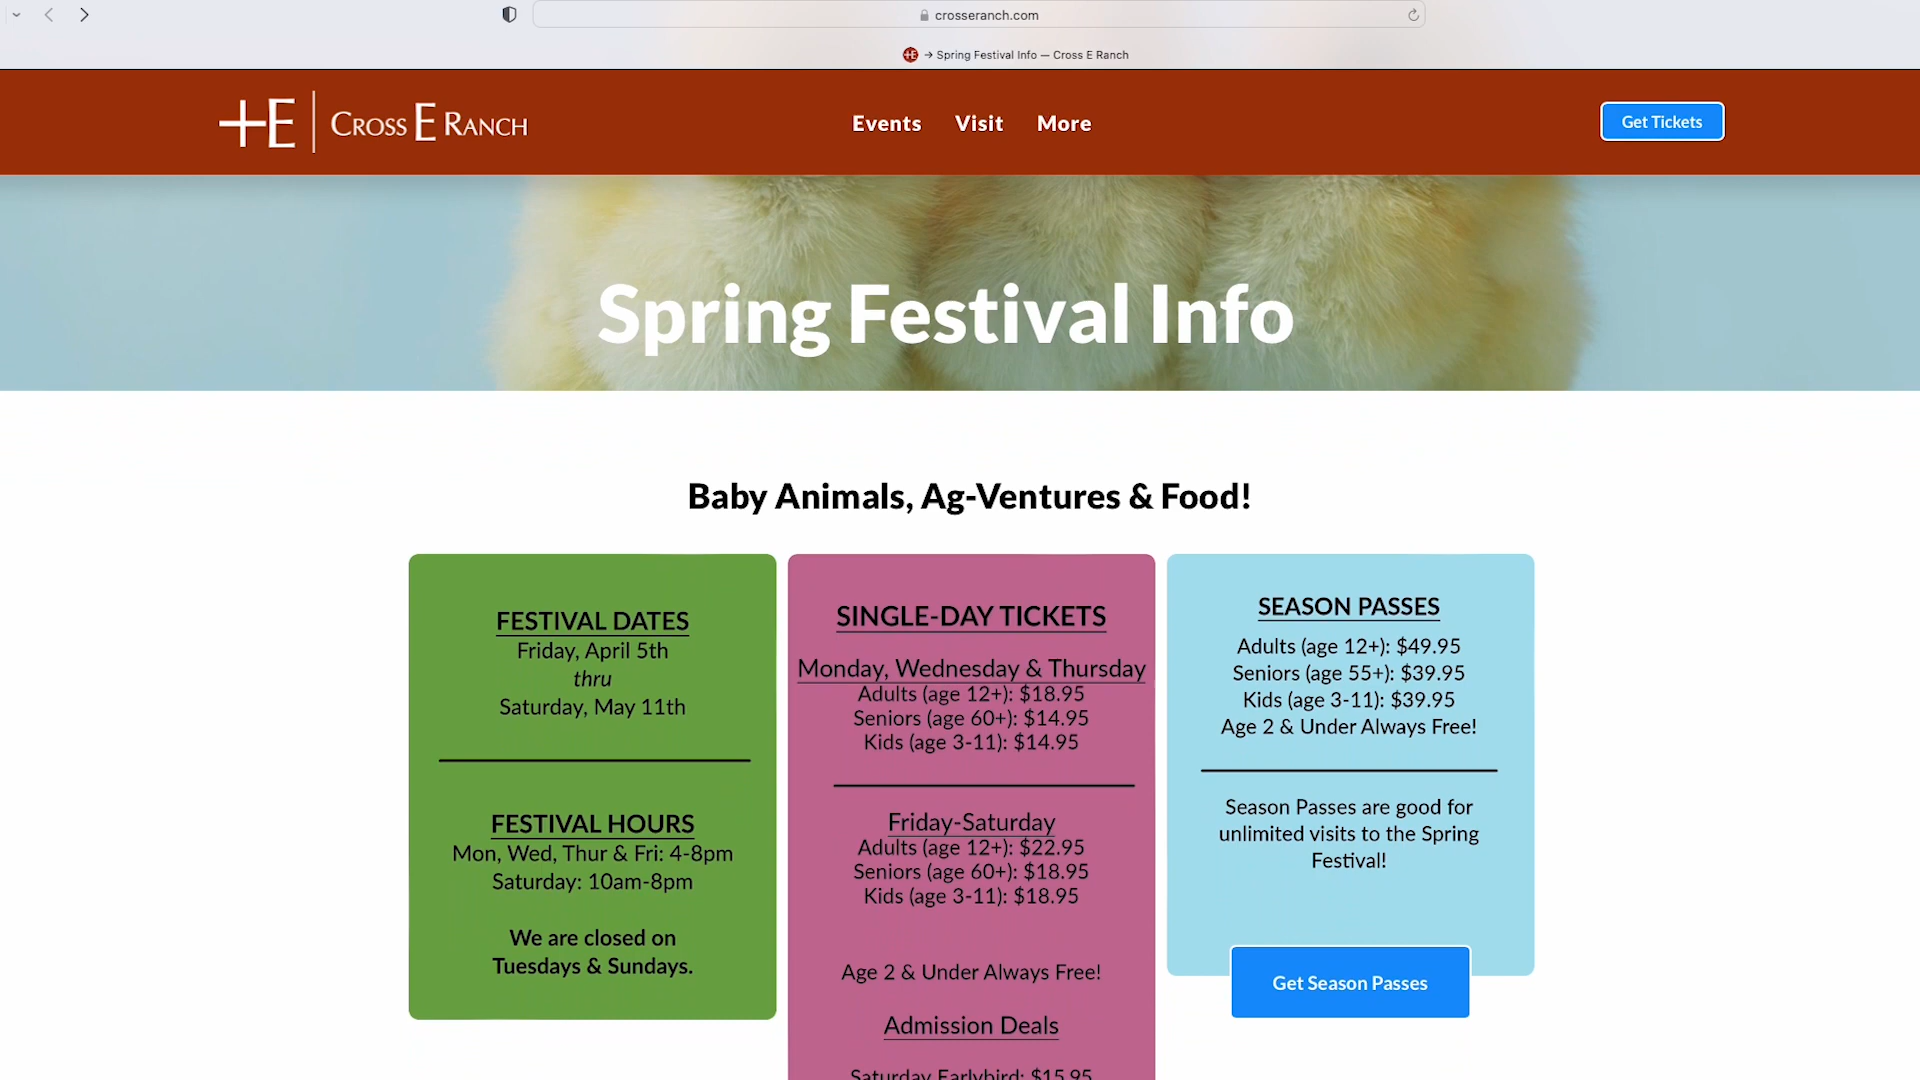 crosseranch.com
+E → Spring Festival Info — Cross E Ranch
+E | CROSS E RANCH
Events Visit More
Get Tickets
Spring Festival Info
Baby Animals, Ag-Ventures & Food!
FESTIVAL DATES
Friday, April 5th
thru
Saturday, May 11th
FESTIVAL HOURS
Mon, Wed, Thur & Fri: 4-8pm
Saturday: 10am-8pm
We are closed on
Tuesdays & Sundays.
SINGLE-DAY TICKETS
Monday, Wednesday & Thursday
Adults (age 12+): $18.95
Seniors (age 60+): $14.95
Kids (age 3-11): $14.95
Friday-Saturday
Adults (age 12+): $22.95
Seniors (age 60+): $18.95
Kids (age 3-11): $18.95
Age 2 & Under Always Free!
Admission Deals
Saturday Earlybird: $15.95
SEASON PASSES
Adults (age 12+): $49.95
Seniors (age 55+): $39.95
Kids (age 3-11): $39.95
Age 2 & Under Always Free!
Season Passes are good for
unlimited visits to the Spring
Festival!
Get Season Passes